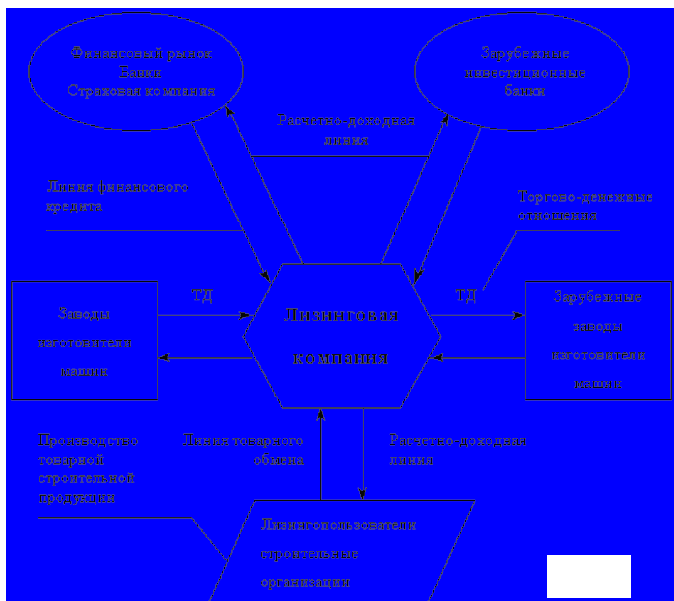 Финансовый рынок
Банки
Страховая компания
Зарубежные
инвестиционные
банки
Расчетно-доходная
линия
Линия финансового
кредита
Торгово-денежные
отношения
ТД
ТД
Заводы
изготовители
машин
Лизинговая
компания
Зарубежные
заводы
изготовители
машин
Производство
товарной
строительной
продукции
Линия товарного
обмена
Расчетно-доходная
линия
Лизингопользователи
строительные
организации